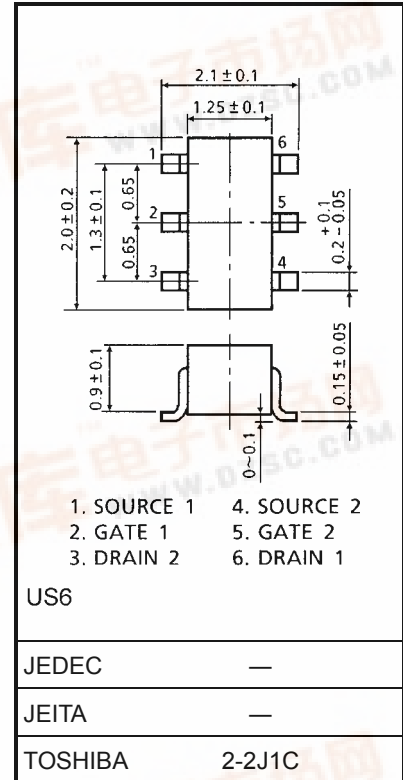 2.1±0.1
1.25±0.1
1
6
2
5
3
4
2.0±0.2
1.3±0.1
0.65
0.65
0.2 +0.1 -0.05
0.9±0.1
0.15±0.05
0~0.1
1. SOURCE 1 4. SOURCE 2
2. GATE 1 5. GATE 2
3. DRAIN 2 6. DRAIN 1
US6
JEDEC —
JEITA —
TOSHIBA 2-2J1C